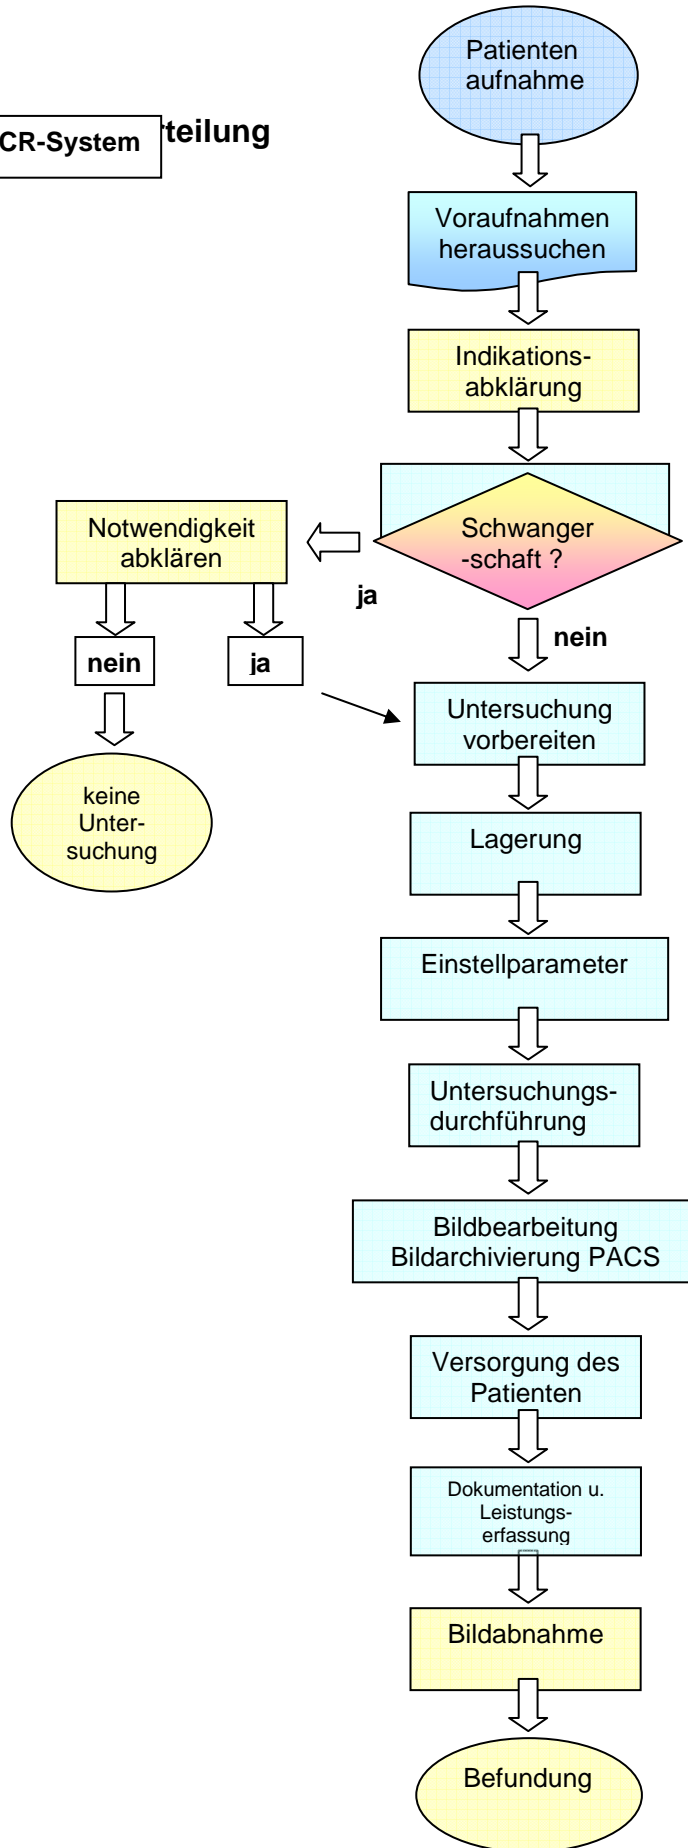 Patienten
aufnahme
CR-System
teilung
Voraufnahmen
heraussuchen
Indikations-
abklärung
Schwanger
-schaft ?
Notwendigkeit
abklären
ja
nein
nein
ja
Untersuchung
vorbereiten
keine
Unter-
suchung
Lagerung
Einstellparameter
Untersuchungs-
durchführung
Bildbearbeitung
Bildarchivierung PACS
Versorgung des
Patienten
Dokumentation u.
Leistungs-
erfassung
Bildabnahme
Befundung